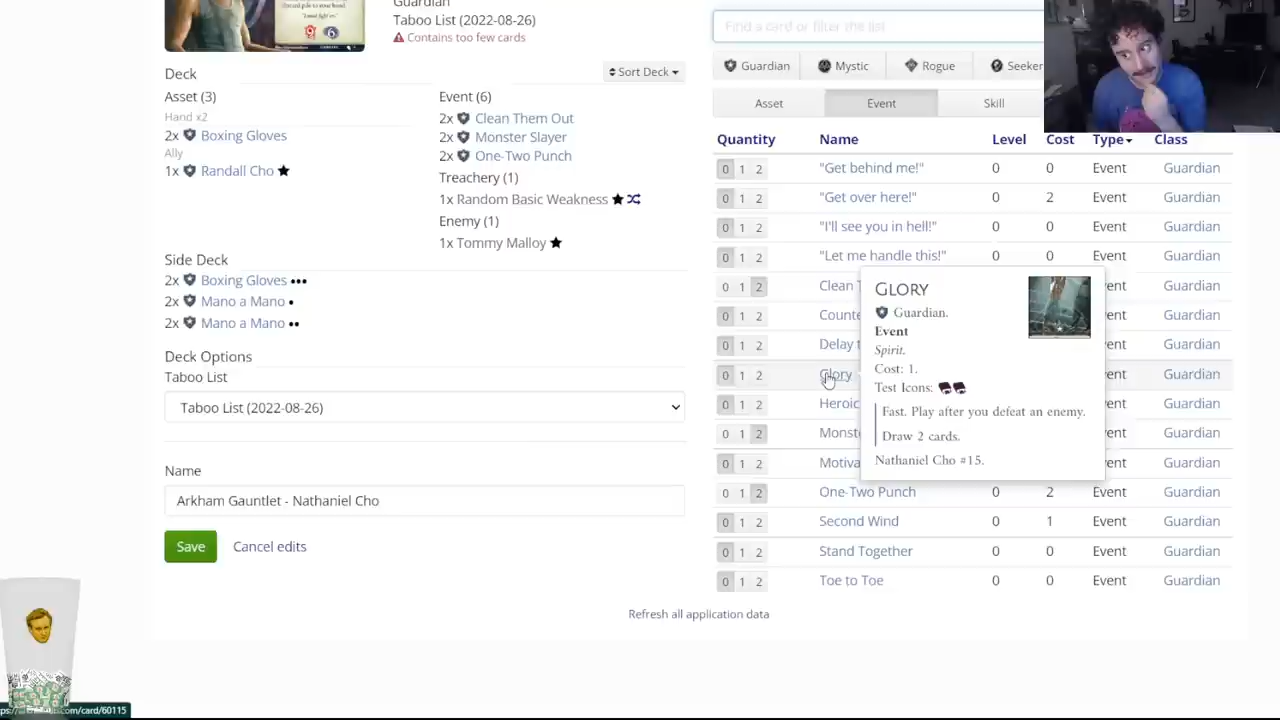 Guardian
Taboo List (2022-08-26)
Contains too few cards
Deck
Sort Deck
Asset (3)
Hand x2
2x Boxing Gloves
Ally
1x Randall Cho
Event (6)
2x Clean Them Out
2x Monster Slayer
2x One-Two Punch
Treachery (1)
1x Random Basic Weakness
Enemy (1)
1x Tommy Malloy
Side Deck
2x Boxing Gloves
2x Mano a Mano
2x Mano a Mano
Deck Options
Taboo List
Taboo List (2022-08-26)
Name
Arkham Gauntlet - Nathaniel Cho
Save Cancel edits
Find a card or filter the list
Guardian Mystic Rogue Seeker
Asset Event Skill
Quantity Name Level Cost Type Class
0 1 2 "Get behind me!" 0 0 Event Guardian
0 1 2 "Get over here!" 0 2 Event Guardian
0 1 2 "I'll see you in hell!" 0 0 Event Guardian
0 1 2 "Let me handle this!" 0 0 Event Guardian
0 1 2 Clean Guardian
0 1 2 Counte Guardian
0 1 2 Delay Guardian
0 1 2 Glory Guardian
0 1 2 Heroic Guardian
0 1 2 Monst vent Guardian
0 1 2 Motiva vent Guardian
0 1 2 One-Two Punch 0 2 Event Guardian
0 1 2 Second Wind 0 1 Event Guardian
0 1 2 Stand Together 0 0 Event Guardian
0 1 2 Toe to Toe 0 0 Event Guardian
Glory
Guardian.
Event
Spirit.
Cost: 1.
Test Icons:
Fast. Play after you defeat an enemy.
Draw 2 cards.
Nathaniel Cho #15.
Refresh all application data
.com/card/60115